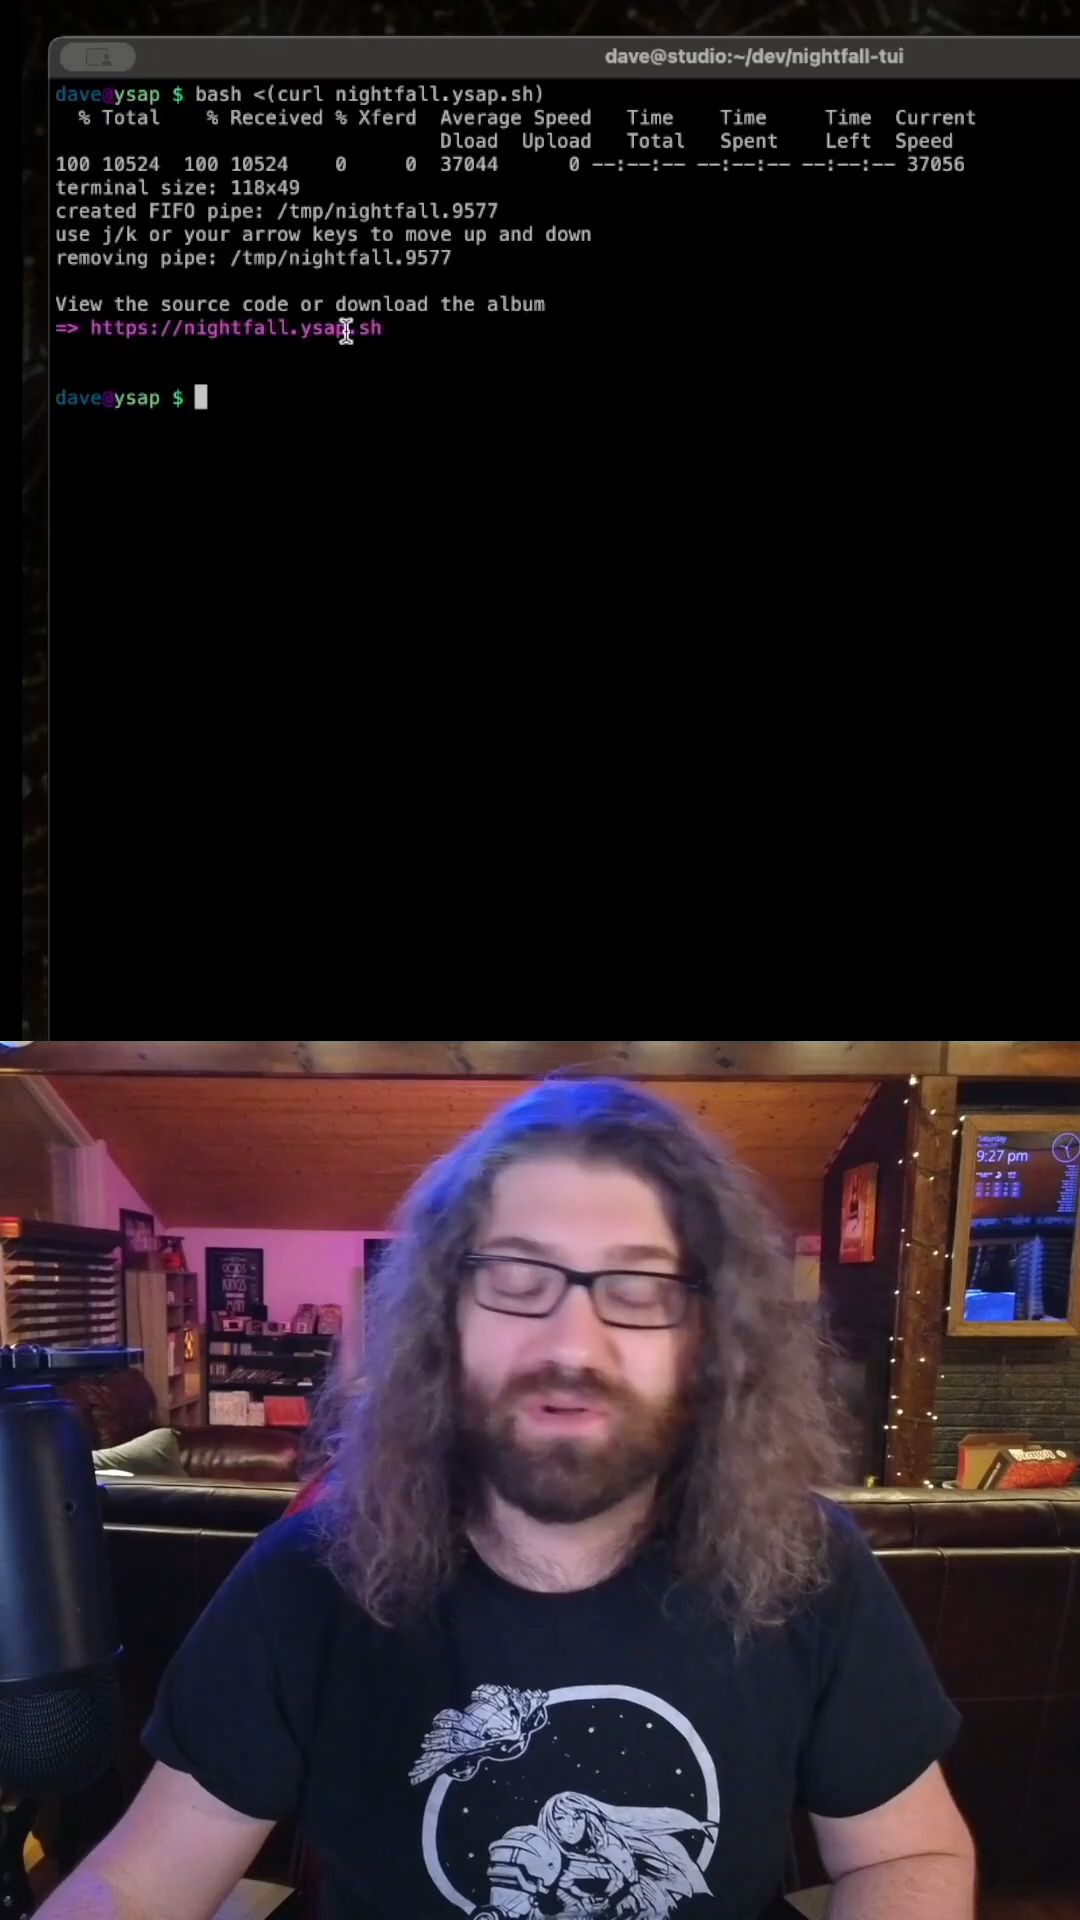 dave@studio:~/dev/nightfall-tui
dave@ysap $ bash <(curl nightfall.ysap.sh)
% Total % Received % Xferd Average Speed Time Time Time Current
Dload Upload Total Spent Left Speed
100 10524 100 10524 0 0 37044 0 --:--:-- --:--:-- --:--:-- 37056
terminal size: 118x49
created FIFO pipe: /tmp/nightfall.9577
use j/k or your arrow keys to move up and down
removing pipe: /tmp/nightfall.9577
View the source code or download the album
=> https://nightfall.ysap.sh
dave@ysap $
Saturday
9:27 pm
GODS
KINGS
MAN